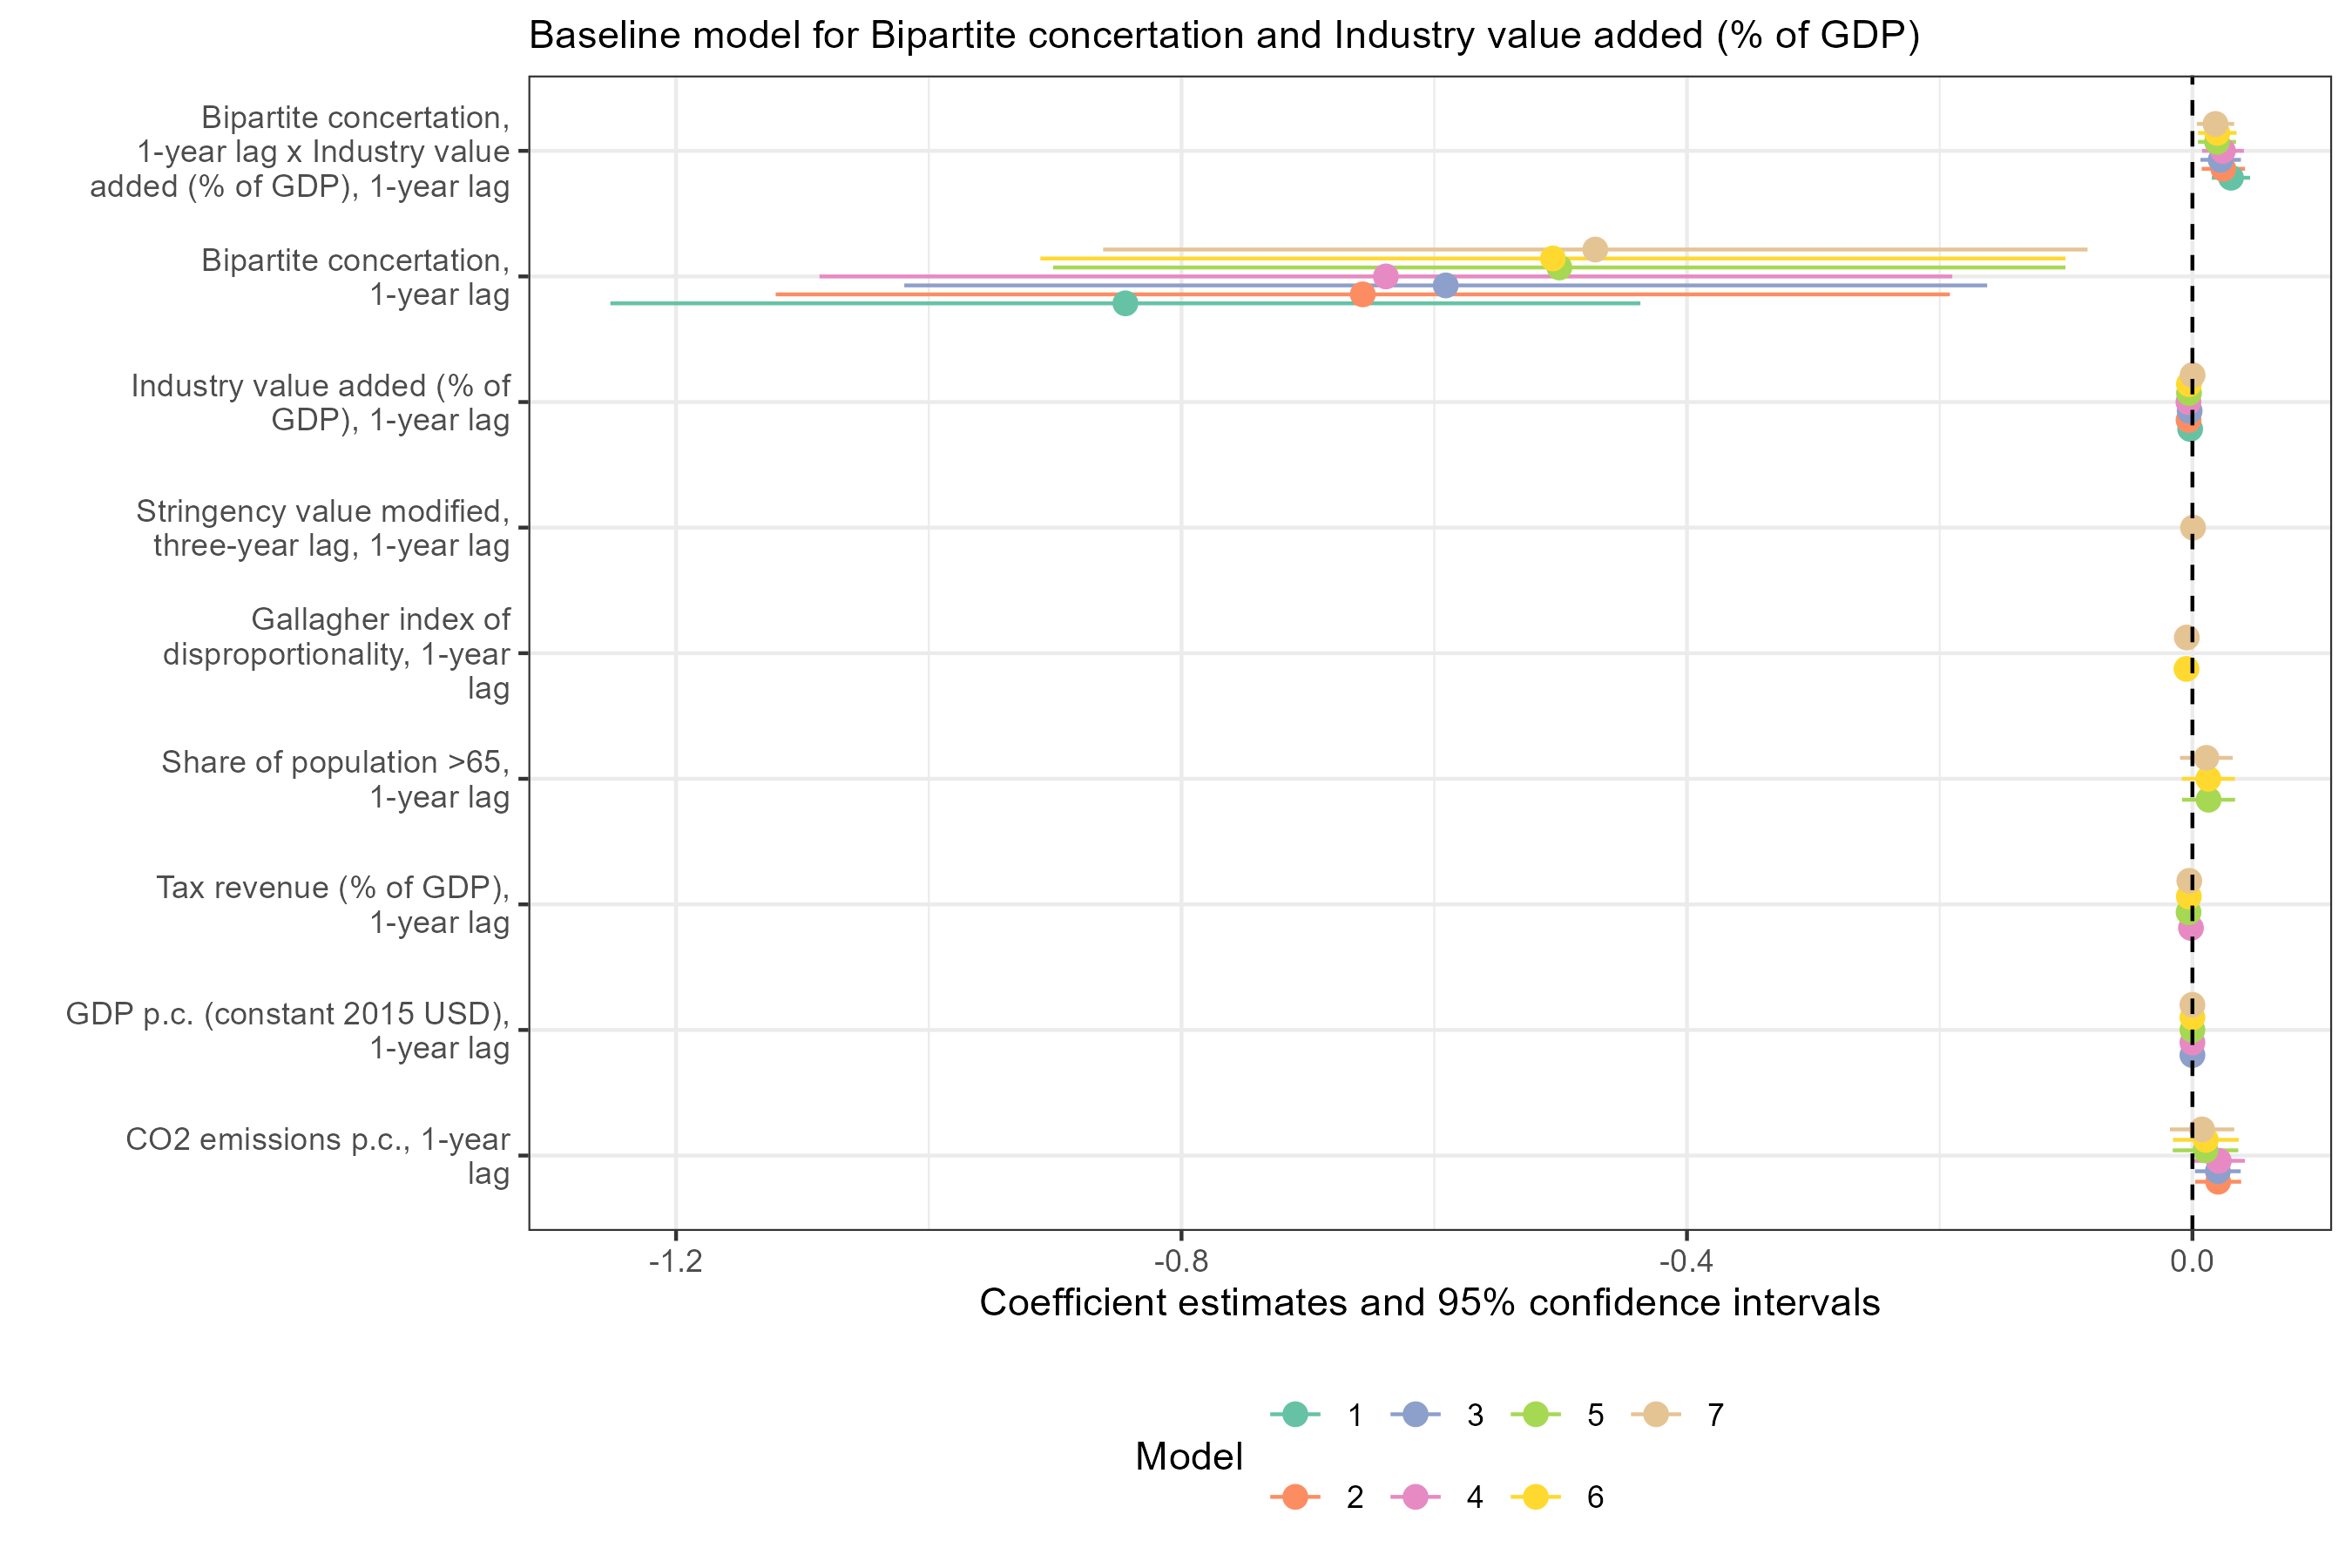 Baseline model for Bipartite concertation and Industry value added (% of GDP)
Bipartite concertation,
1-year lag x Industry value
added (% of GDP), 1-year lag
Bipartite concertation,
1-year lag
Industry value added (% of
GDP), 1-year lag
Stringency value modified,
three-year lag, 1-year lag
Gallagher index of
disproportionality, 1-year
lag
Share of population >65,
1-year lag
Tax revenue (% of GDP),
1-year lag
GDP p.c. (constant 2015 USD),
1-year lag
CO2 emissions p.c., 1-year
lag
-1.2 -0.8 -0.4 0.0
Coefficient estimates and 95% confidence intervals
Model
1 3 5 7
2 4 6